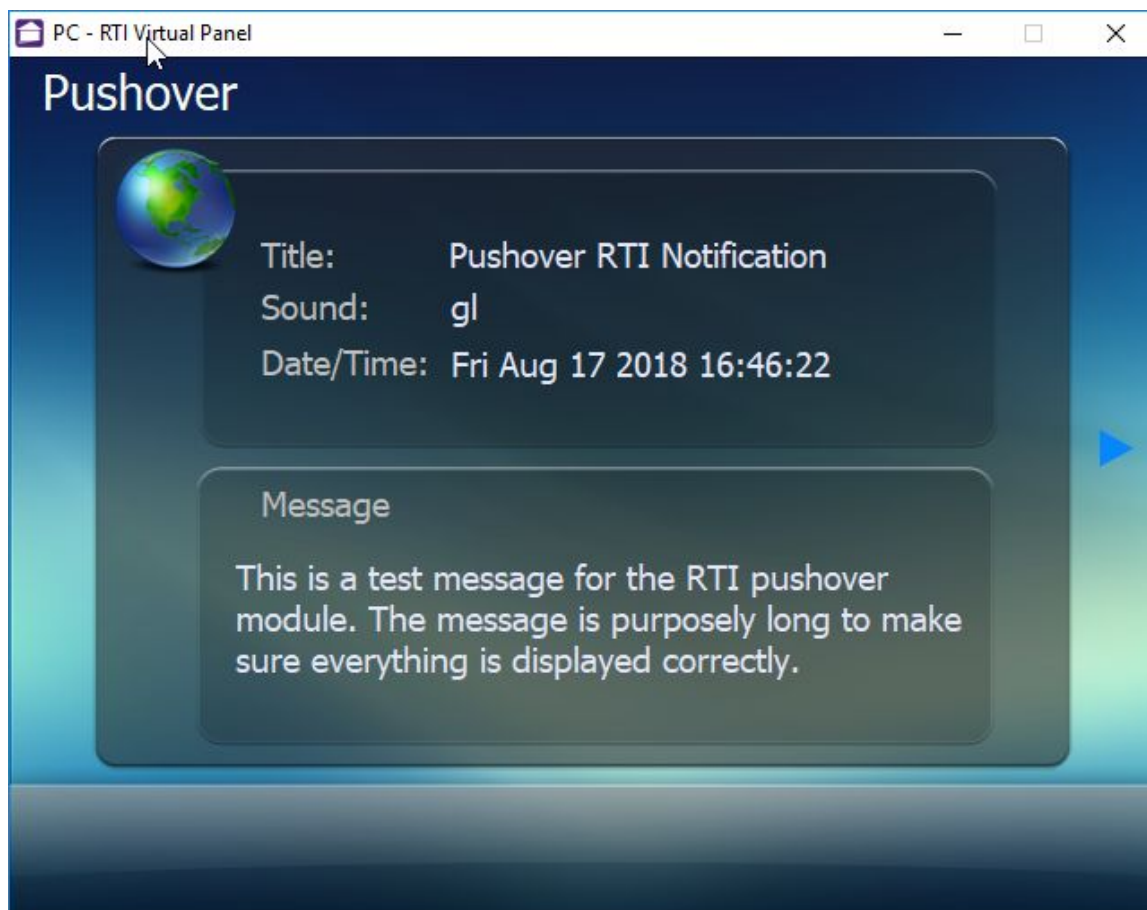 PC - RTI Virtual Panel
Pushover
Title: Pushover RTI Notification
Sound: gl
Date/Time: Fri Aug 17 2018 16:46:22
Message
This is a test message for the RTI pushover
module. The message is purposely long to make
sure everything is displayed correctly.